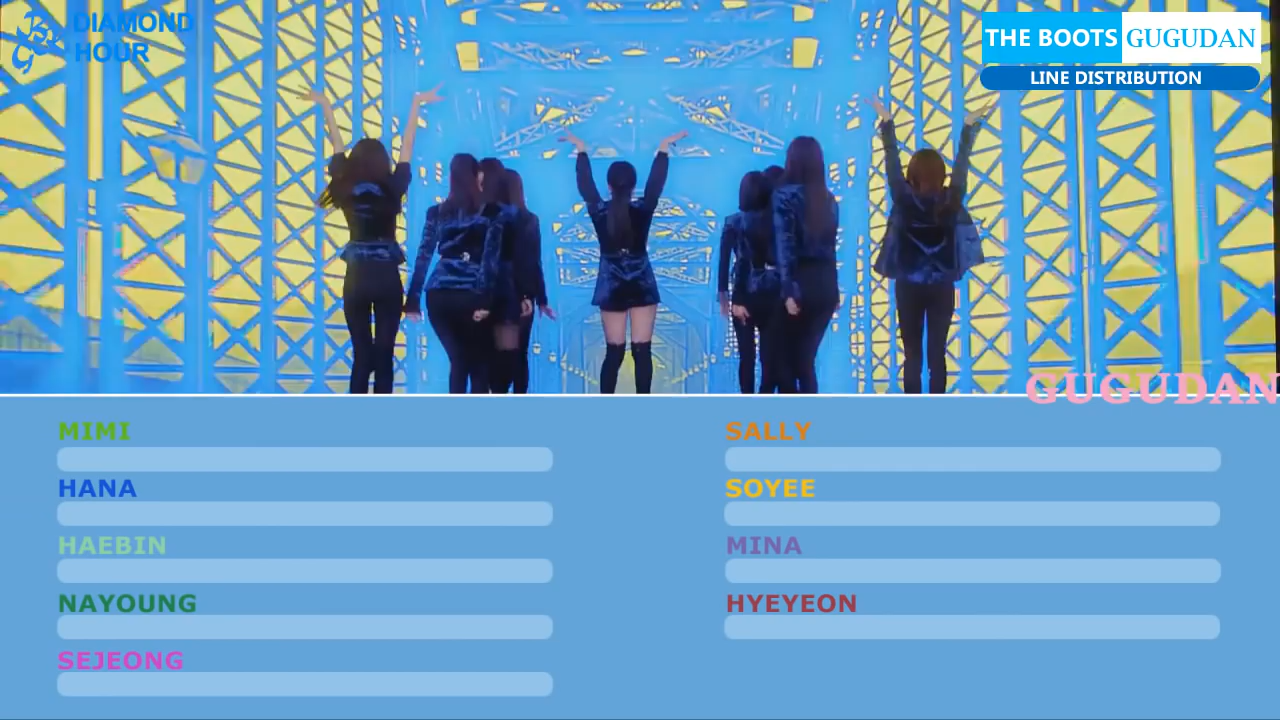 DIAMOND
HOUR
THE BOOTS GUGUDAN
LINE DISTRIBUTION
GUGUDAN
MIMI
HANA
HAEBIN
NAYOUNG
SEJEONG
SALLY
SOYEE
MINA
HYEYEON